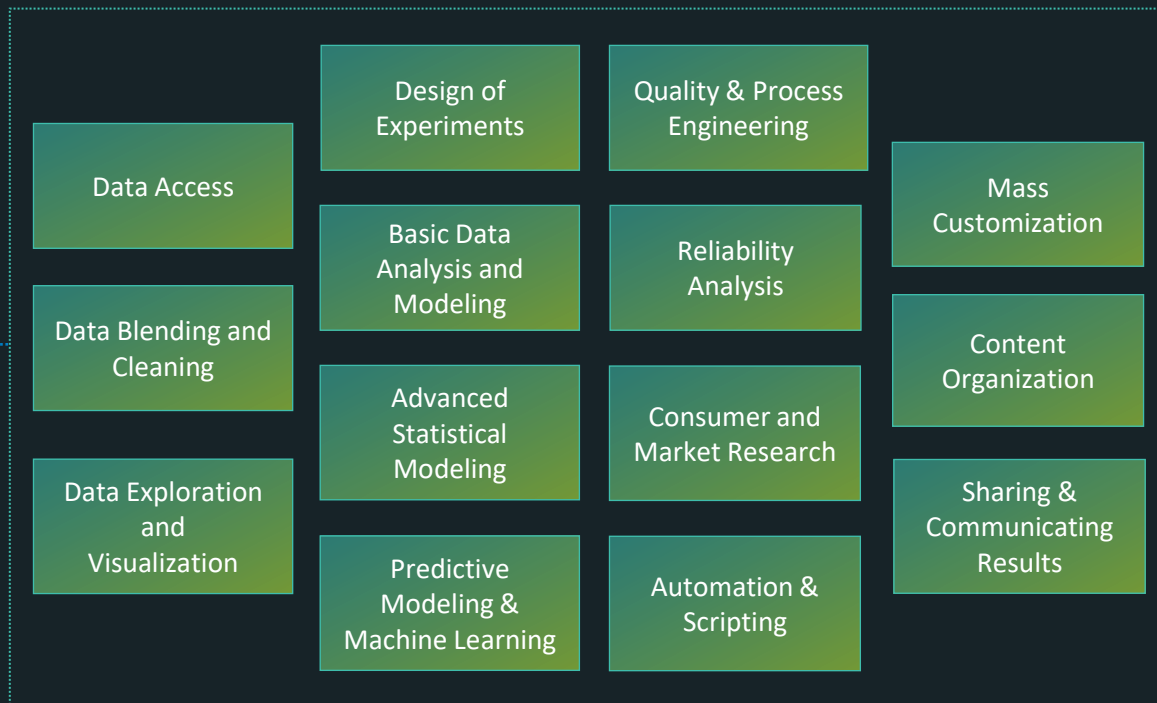 Data Access
Data Blending and
Cleaning
Data Exploration
and
Visualization
Design of
Experiments
Basic Data
Analysis and
Modeling
Advanced
Statistical
Modeling
Predictive
Modeling &
Machine Learning
Quality & Process
Engineering
Reliability
Analysis
Consumer and
Market Research
Automation &
Scripting
Mass
Customization
Content
Organization
Sharing &
Communicating
Results